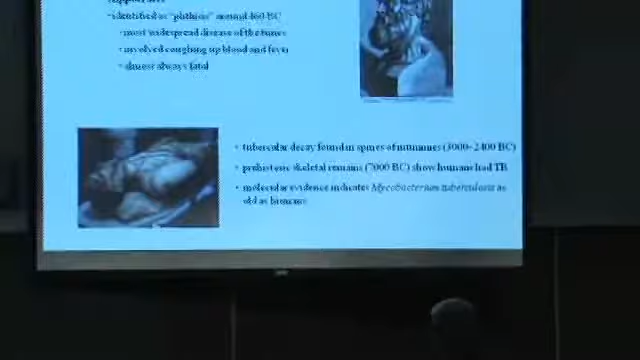 • identified as "phthisis" around 460 BC
• most widespread disease of the times
• involved coughing up blood and fever
• almost always fatal
• tubercular decay found in spines of mummies (3000-2400 BC)
• prehistoric skeletal remains (7000 BC) show humans had TB
• molecular evidence indicates Mycobacterium tuberculosis as
old as humans